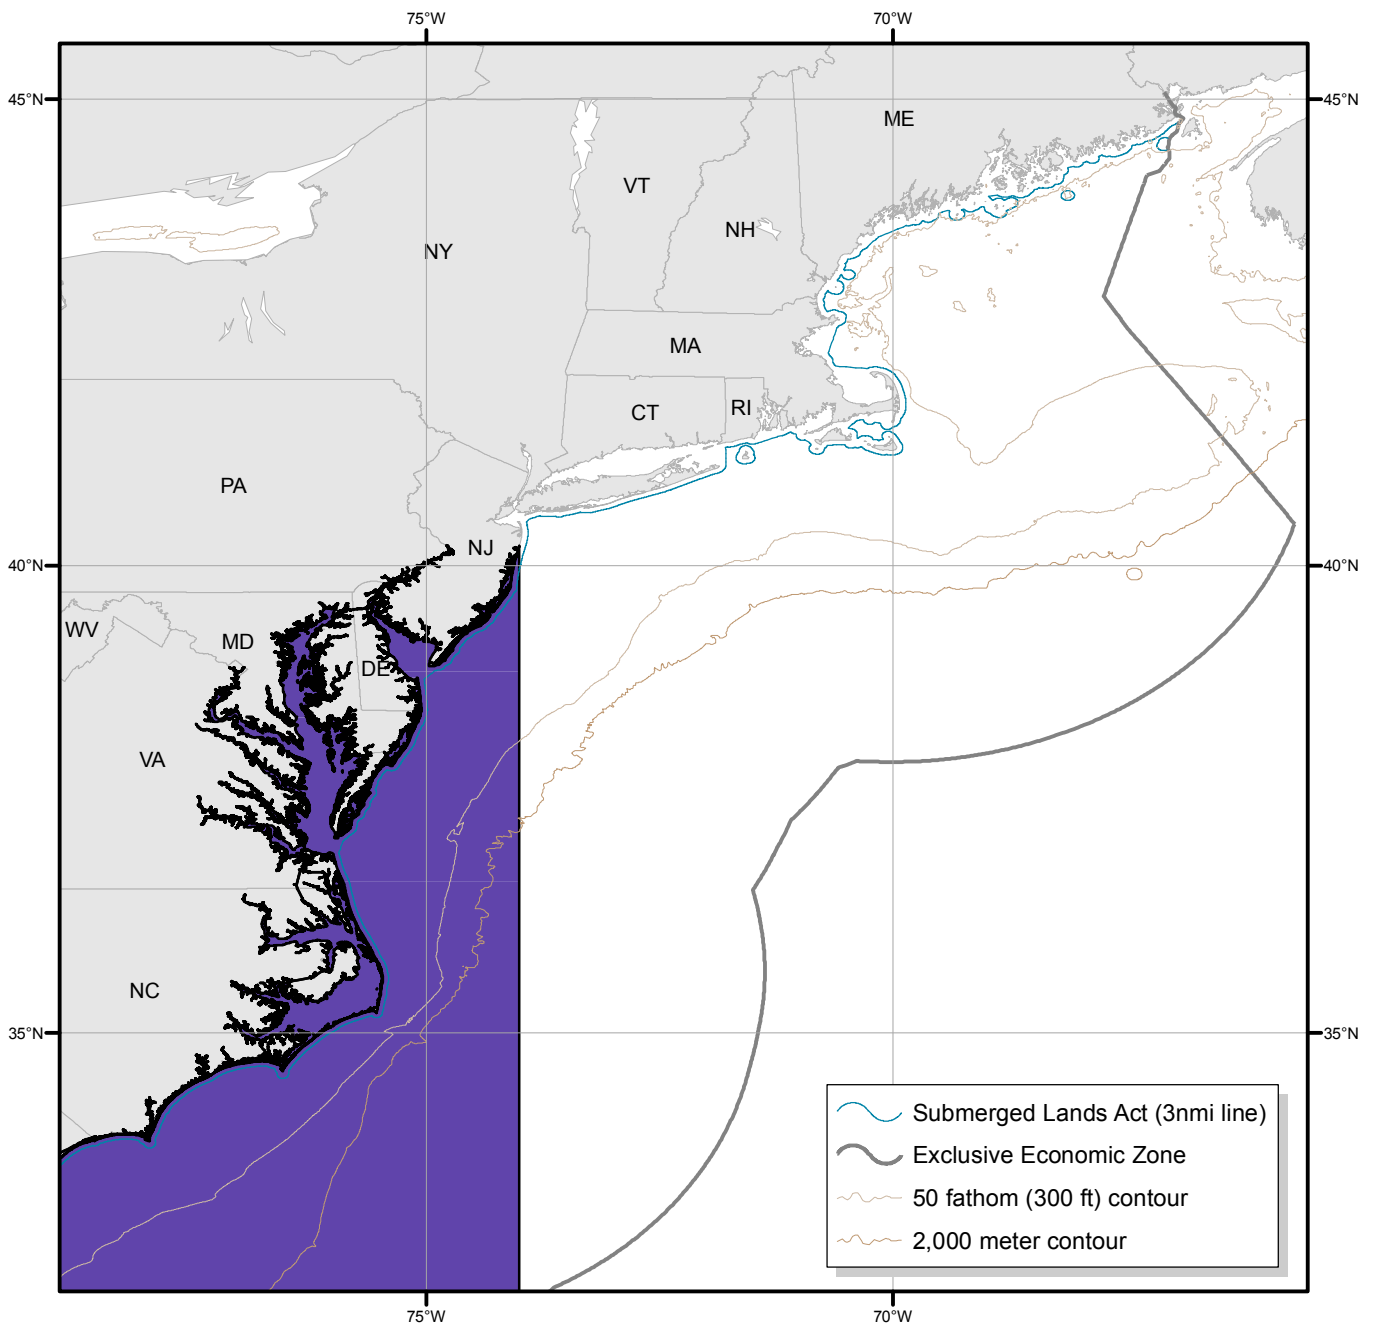 75°W 70°W
45°N 45°N
ME
VT
NH
NY
MA
CT RI
PA
NJ
40°N 40°N
WV
MD
DE
VA
NC
35°N 35°N
Submerged Lands Act (3nmi line)
Exclusive Economic Zone
50 fathom (300 ft) contour
2,000 meter contour
75°W 70°W